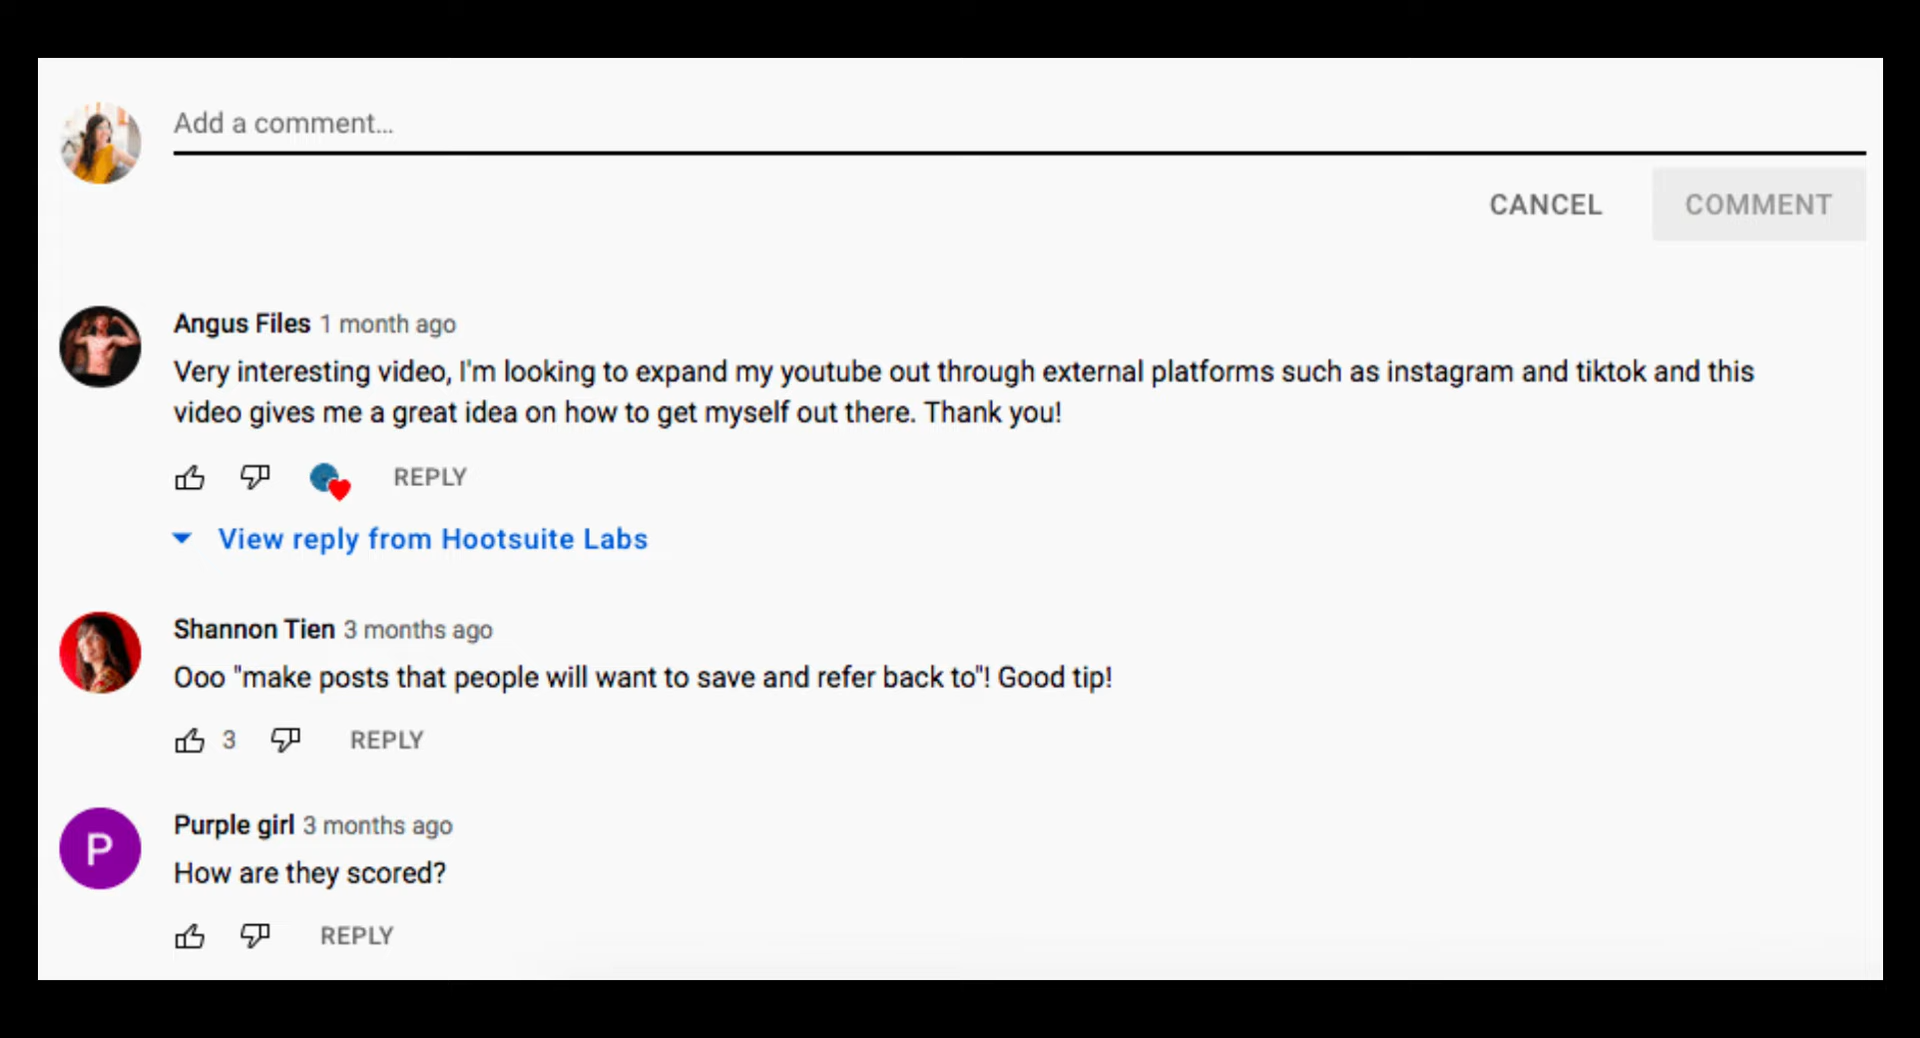 Add a comment...
CANCEL COMMENT
Angus Files 1 month ago
Very interesting video, I'm looking to expand my youtube out through external platforms such as instagram and tiktok and this
video gives me a great idea on how to get myself out there. Thank you!
REPLY
View reply from Hootsuite Labs
Shannon Tien 3 months ago
Ooo "make posts that people will want to save and refer back to"! Good tip!
3 REPLY
P
Purple girl 3 months ago
How are they scored?
REPLY